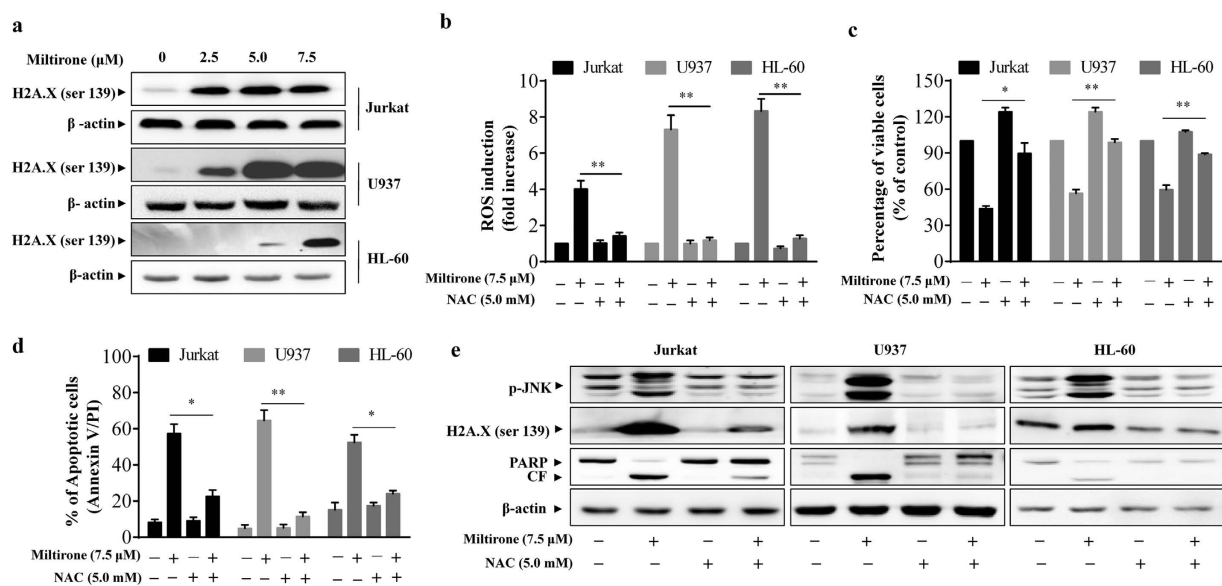 a
Miltirone (µM) 0 2.5 5.0 7.5
H2A.X (ser 139)
β -actin
Jurkat
H2A.X (ser 139)
β- actin
U937
H2A.X (ser 139)
β-actin
HL-60
b
Jurkat U937 HL-60
ROS induction
(fold increase)
10
8
6
4
2
0
**
**
**
Miltirone (7.5 µM) – + – + – + – + – + – +
NAC (5.0 mM) – – + + – – + + – – + +
c
Jurkat U937 HL-60
Percentage of viable cells
(% of control)
150
120
90
60
30
0
*
**
**
Miltirone (7.5 µM) – + – + – + – + – + – +
NAC (5.0 mM) – – + + – – + + – – + +
d
Jurkat U937 HL-60
% of Apoptotic cells
(Annexin V/PI)
100
80
60
40
20
0
*
**
*
Miltirone (7.5 µM) – + – + – + – + – + – +
NAC (5.0 mM) – – + + – – + + – – + +
e
Jurkat U937 HL-60
p-JNK
H2A.X (ser 139)
PARP
CF
β-actin
Miltirone (7.5 µM) – + – + – + – + – + – +
NAC (5.0 mM) – – + + – – + + – – + +